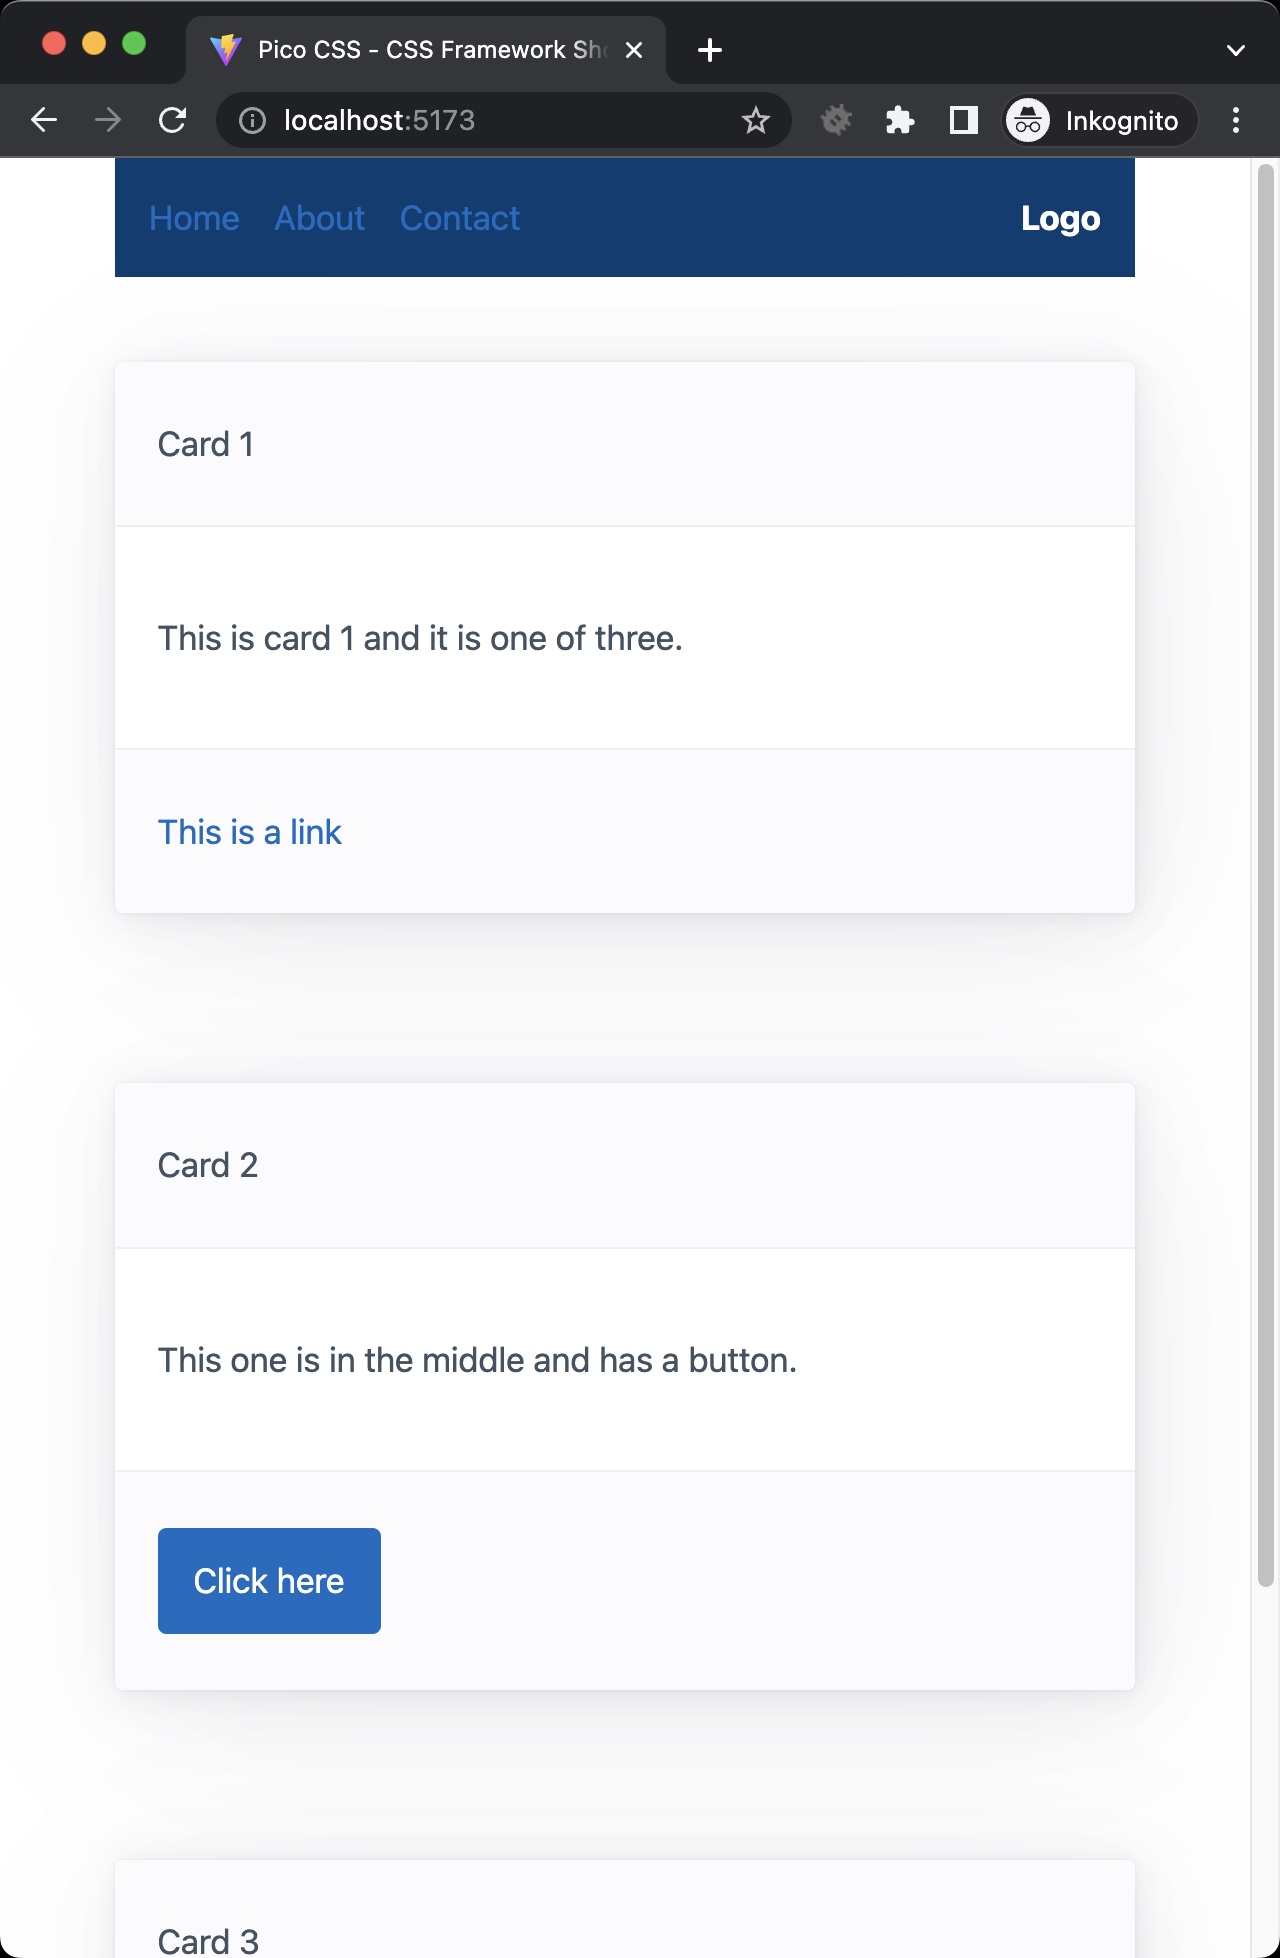 Pico CSS - CSS Framework Sh
localhost:5173
Inkognito
Home About Contact Logo
Card 1
This is card 1 and it is one of three.
This is a link
Card 2
This one is in the middle and has a button.
Click here
Card 3